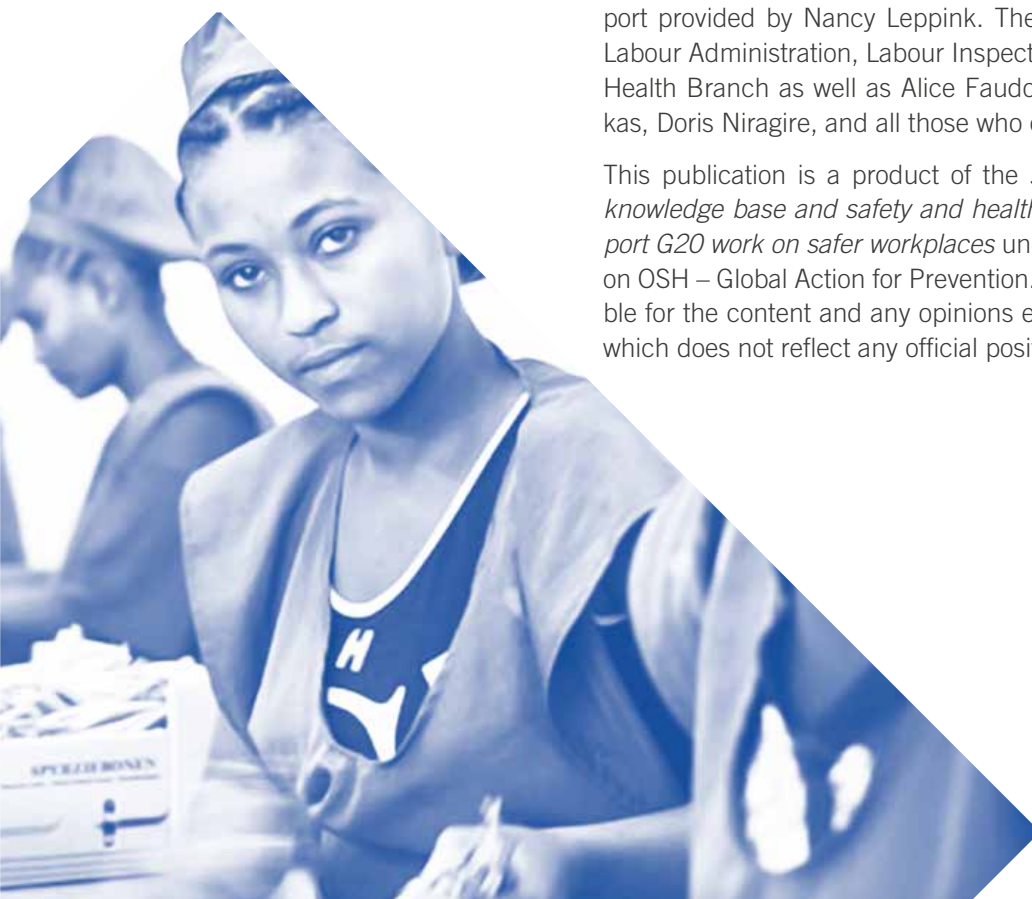 port provided by Nancy Leppink. The
Labour Administration, Labour Inspect
Health Branch as well as Alice Faudo
kas, Doris Niragire, and all those who
This publication is a product of the
knowledge base and safety and health
port G20 work on safer workplaces un
on OSH – Global Action for Prevention.
ble for the content and any opinions e
which does not reflect any official posi
H